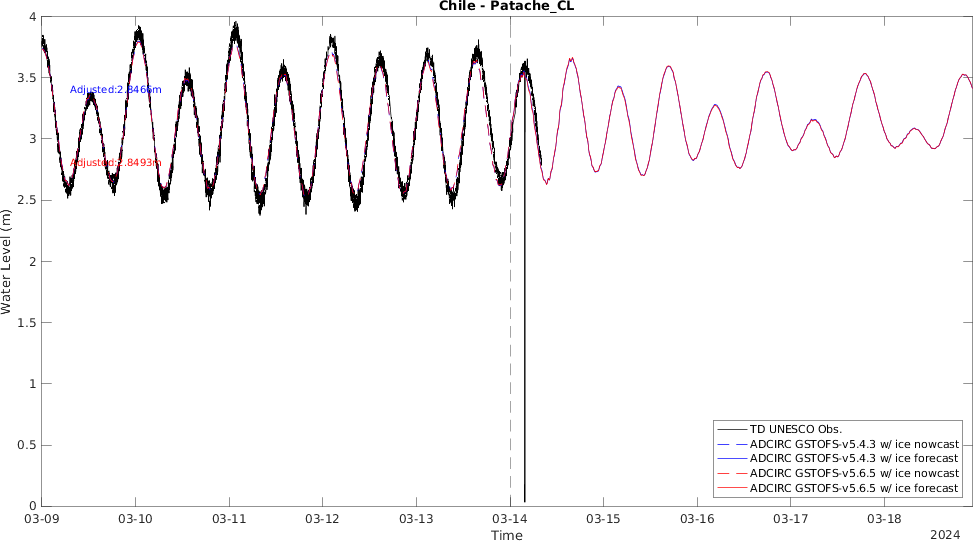 Chile - Patache_CL
4
3.5
3
2.5
2
1.5
1
0.5
0
Water Level (m)
Adjusted:2.8466m
Adjusted:2.8493m
TD UNESCO Obs.
ADCIRC GSTOFS-v5.4.3 w/ ice nowcast
ADCIRC GSTOFS-v5.4.3 w/ ice forecast
ADCIRC GSTOFS-v5.6.5 w/ ice nowcast
ADCIRC GSTOFS-v5.6.5 w/ ice forecast
03-09 03-10 03-11 03-12 03-13 03-14 03-15 03-16 03-17 03-18
Time
2024